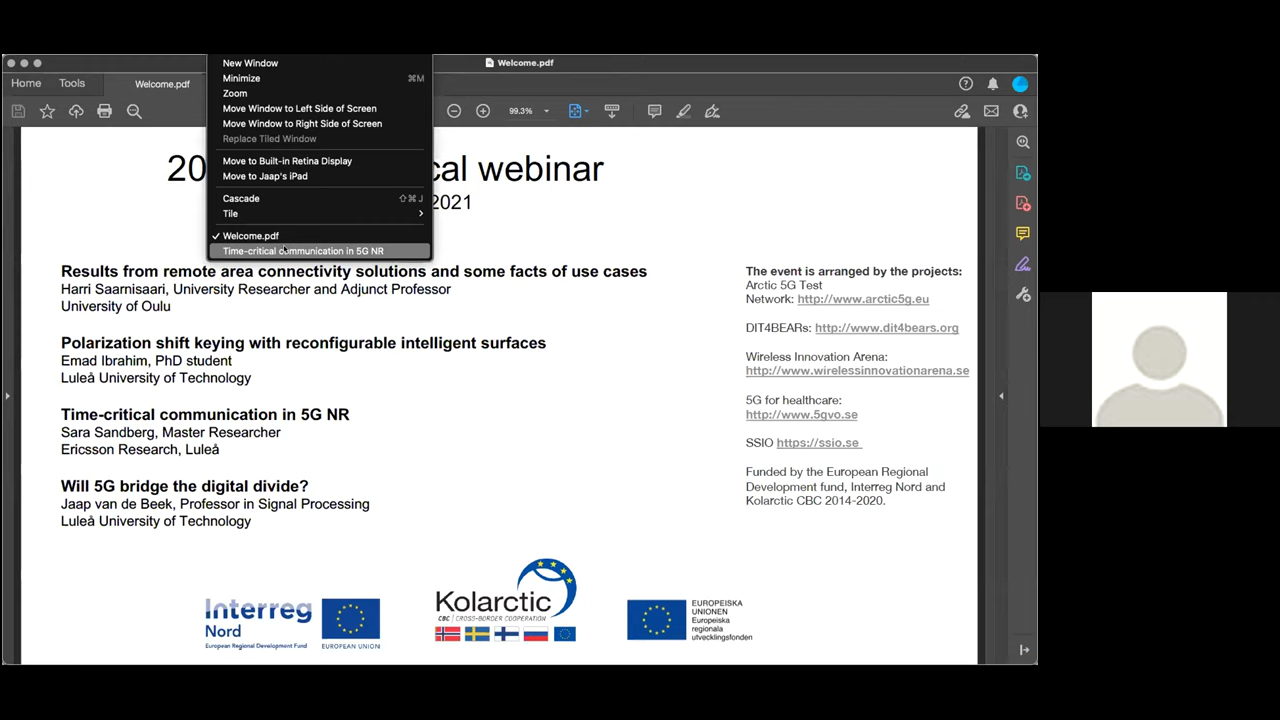 Welcome.pdf
Home
Tools
Welcome.pdf
New Window
Minimize ⌘M
Zoom
Move Window to Left Side of Screen
Move Window to Right Side of Screen
Replace Tiled Window
Move to Built-in Retina Display
Move to Jaap's iPad
Cascade ⇧⌘J
Tile
✓ Welcome.pdf
Time-critical communication in 5G NR
99.3%
20 cal webinar
2021
Results from remote area connectivity solutions and some facts of use cases
Harri Saarnisaari, University Researcher and Adjunct Professor
University of Oulu
Polarization shift keying with reconfigurable intelligent surfaces
Emad Ibrahim, PhD student
Luleå University of Technology
Time-critical communication in 5G NR
Sara Sandberg, Master Researcher
Ericsson Research, Luleå
Will 5G bridge the digital divide?
Jaap van de Beek, Professor in Signal Processing
Luleå University of Technology
The event is arranged by the projects:
Arctic 5G Test
Network: http://www.arctic5g.eu
DIT4BEARs: http://www.dit4bears.org
Wireless Innovation Arena:
http://www.wirelessinnovationarena.se
5G for healthcare:
http://www.5gvo.se
SSIO https://ssio.se
Funded by the European Regional
Development fund, Interreg Nord and
Kolarctic CBC 2014-2020.
Interreg
Nord
European Regional Development Fund
EUROPEAN UNION
Kolarctic
CBC | CROSS-BORDER COOPERATION
EUROPEISKA
UNIONEN
Europeiska
regionala
utvecklingsfonden